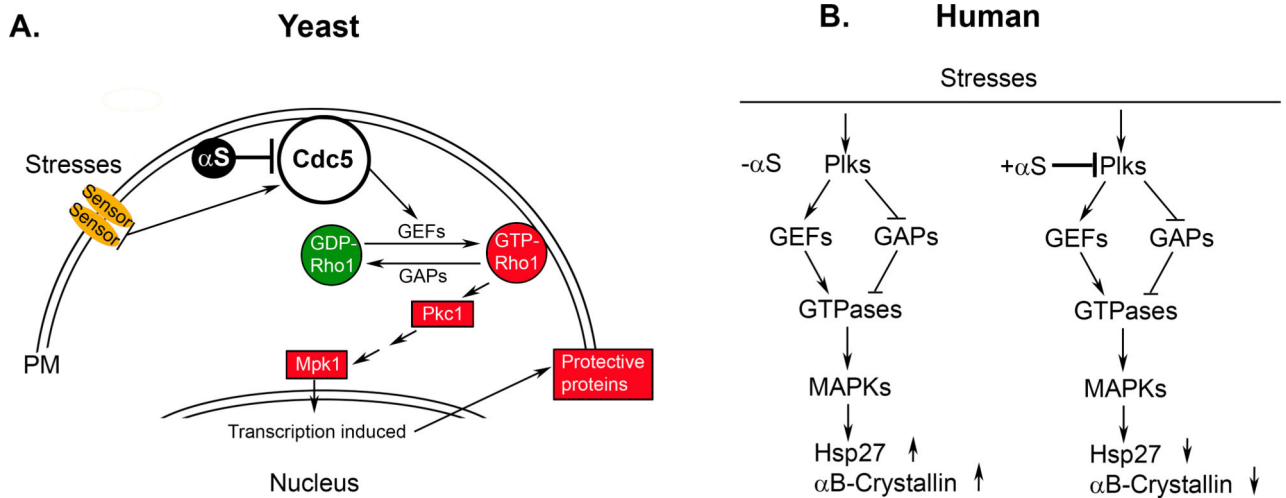 A.
Yeast
Stresses
Sensor
Sensor
αS
Cdc5
GEFs
GDP-
Rho1
GTP-
Rho1
GAPs
Pkc1
Mpk1
PM
Protective
proteins
Transcription induced
Nucleus
B.
Human
Stresses
-αS
Plks
GEFs
GAPs
GTPases
MAPKs
Hsp27
αB-Crystallin
+αS
Plks
GEFs
GAPs
GTPases
MAPKs
Hsp27
αB-Crystallin